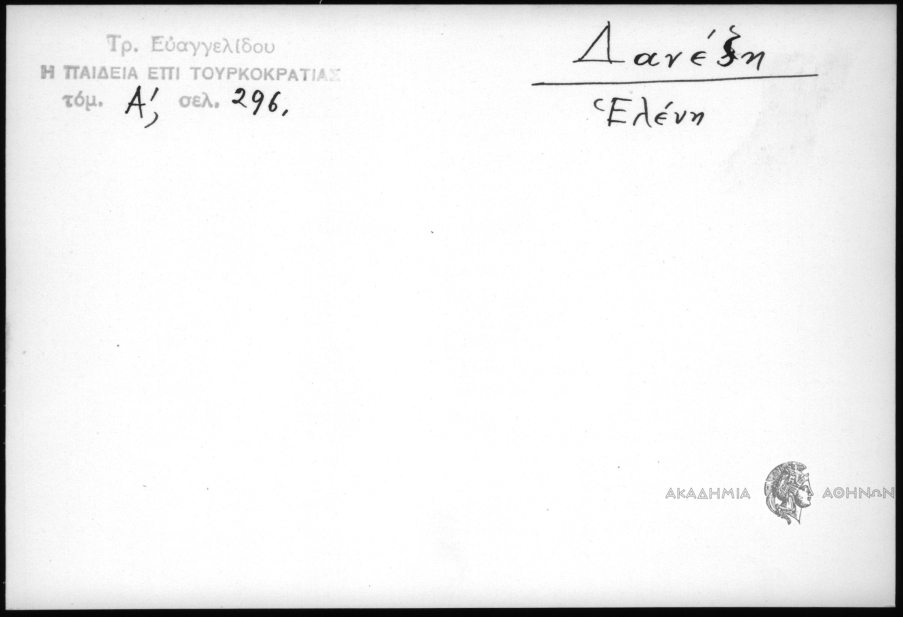 Τρ. Εὐαγγελίδου
Η ΠΑΙΔΕΙΑ ΕΠΙ ΤΟΥΡΚΟΚΡΑΤΙΑΣ
τόμ. Α', σελ. 296.
Δανέζη
Ἑλένη
ΑΚΑΔΗΜΙΑ ΑΘΗΝΩΝ